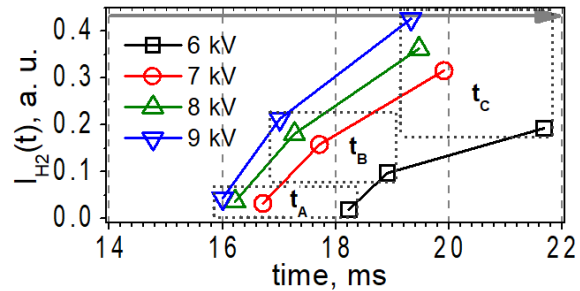 I_H2(t), a. u.
0.4
0.3
0.2
0.1
0.0
6 kV
7 kV
8 kV
9 kV
t_A
t_B
t_C
14 16 18 20 22
time, ms